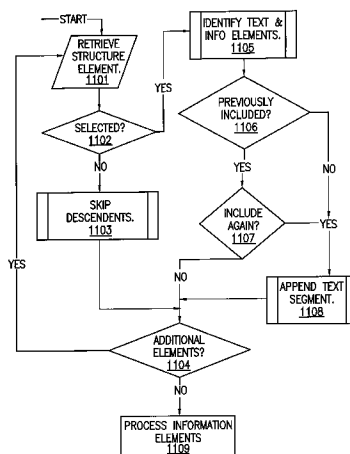 START
RETRIEVE
STRUCTURE
ELEMENT.
1101
SELECTED?
1102
YES
NO
SKIP
DESCENDENTS.
1103
IDENTIFY TEXT &
INFO ELEMENTS.
1105
PREVIOUSLY
INCLUDED?
1106
YES
NO
INCLUDE
AGAIN?
1107
YES
NO
APPEND TEXT
SEGMENT.
1108
YES
ADDITIONAL
ELEMENTS?
1104
NO
PROCESS INFORMATION
ELEMENTS
1109